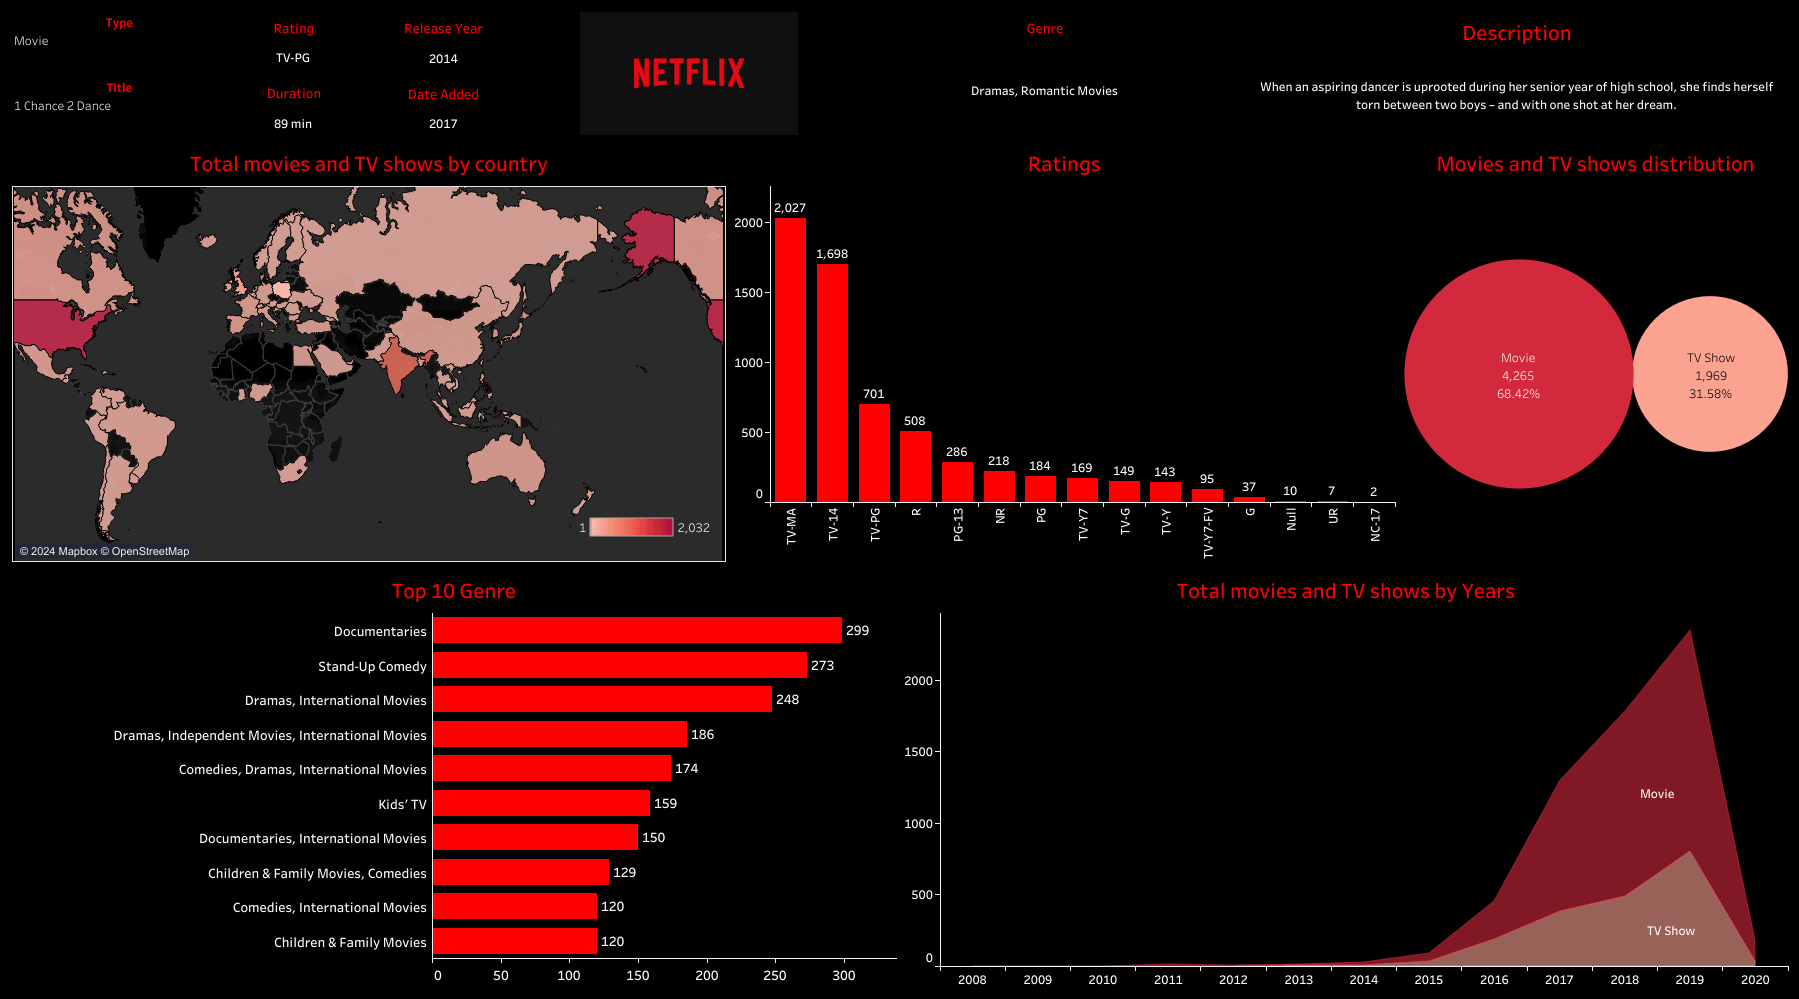 Type
Movie
Title
1 Chance 2 Dance
Rating
TV-PG
Duration
89 min
Release Year
2014
Date Added
2017
NETFLIX
Genre
Dramas, Romantic Movies
Description
When an aspiring dancer is uprooted during her senior year of high school, she finds herself
torn between two boys – and with one shot at her dream.
Total movies and TV shows by country
1
2,032
© 2024 Mapbox © OpenStreetMap
Ratings
2000
1500
1000
500
0
2,027
1,698
701
508
286
218
184
169
149
143
95
37
10
7
2
TV-MA
TV-14
TV-PG
R
PG-13
NR
PG
TV-Y7
TV-G
TV-Y
TV-Y7-FV
G
Null
UR
NC-17
Movies and TV shows distribution
Movie
4,265
68.42%
TV Show
1,969
31.58%
Top 10 Genre
Documentaries 299
Stand-Up Comedy 273
Dramas, International Movies 248
Dramas, Independent Movies, International Movies 186
Comedies, Dramas, International Movies 174
Kids' TV 159
Documentaries, International Movies 150
Children & Family Movies, Comedies 129
Comedies, International Movies 120
Children & Family Movies 120
0 50 100 150 200 250 300
Total movies and TV shows by Years
2000
1500
1000
500
0
Movie
TV Show
2008 2009 2010 2011 2012 2013 2014 2015 2016 2017 2018 2019 2020